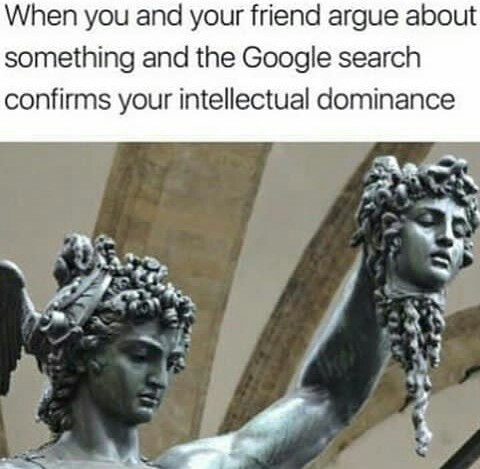 When you and your friend argue about
something and the Google search
confirms your intellectual dominance